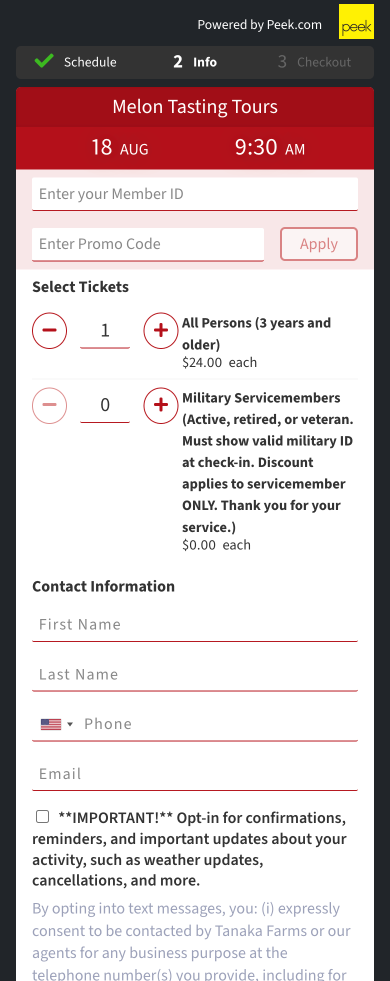 Powered by Peek.com
peek
Schedule
2 Info
3 Checkout
Melon Tasting Tours
18 AUG
9:30 AM
Enter your Member ID
Enter Promo Code
Apply
Select Tickets
1
All Persons (3 years and
older)
$24.00 each
0
Military Servicemembers
(Active, retired, or veteran.
Must show valid military ID
at check-in. Discount
applies to servicemember
ONLY. Thank you for your
service.)
$0.00 each
Contact Information
First Name
Last Name
Phone
Email
**IMPORTANT!** Opt-in for confirmations,
reminders, and important updates about your
activity, such as weather updates,
cancellations, and more.
By opting into text messages, you: (i) expressly
consent to be contacted by Tanaka Farms or our
agents for any business purpose at the
telephone number(s) you provide, including for